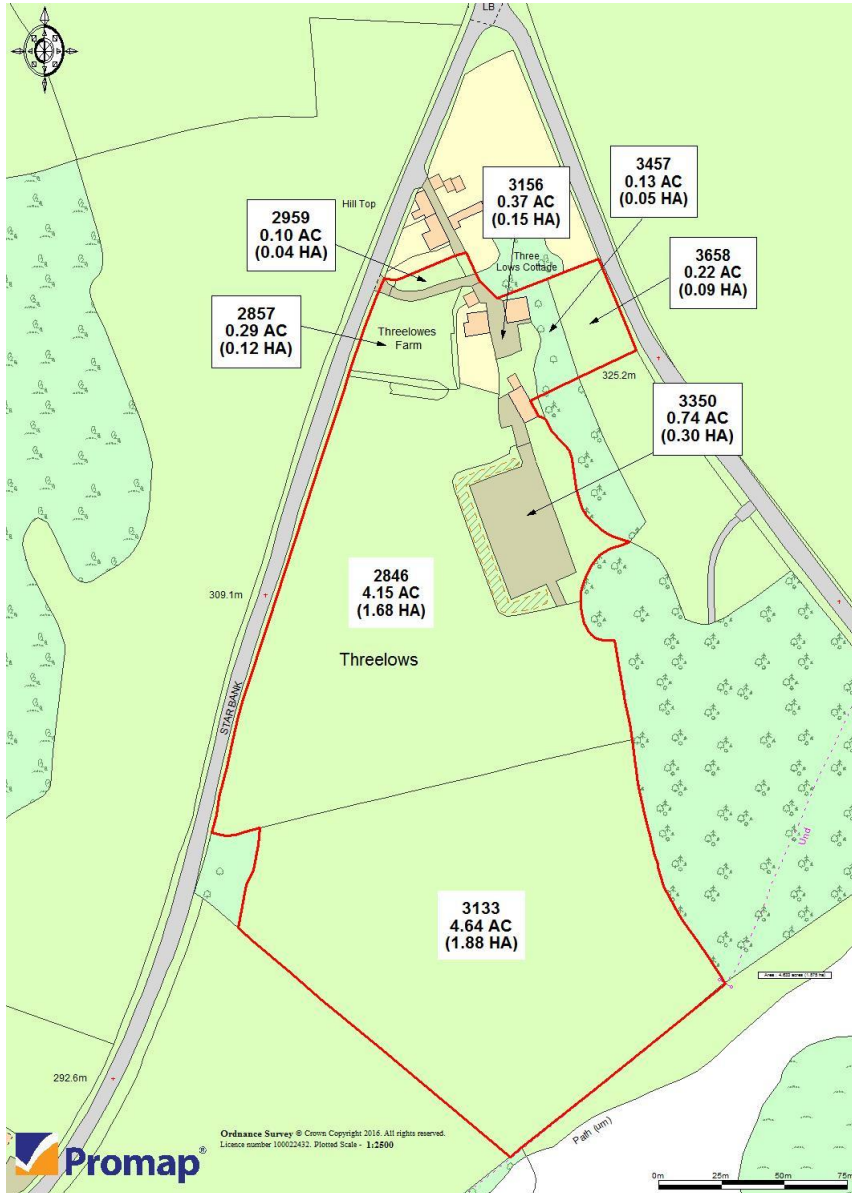 LB
3457
0.13 AC
(0.05 HA)
3156
0.37 AC
(0.15 HA)
Hill Top
2959
0.10 AC
(0.04 HA)
3658
0.22 AC
(0.09 HA)
Three
Lows Cottage
2857
0.29 AC
(0.12 HA)
Threelowes
Farm
325.2m
3350
0.74 AC
(0.30 HA)
2846
4.15 AC
(1.68 HA)
309.1m
Threelows
STAR BANK
Und
3133
4.64 AC
(1.88 HA)
292.6m
Path (um)
Ordnance Survey © Crown Copyright 2016. All rights reserved.
Licence number 100022432. Plotted Scale - 1:2500
Promap®
0m 25m 50m 75m